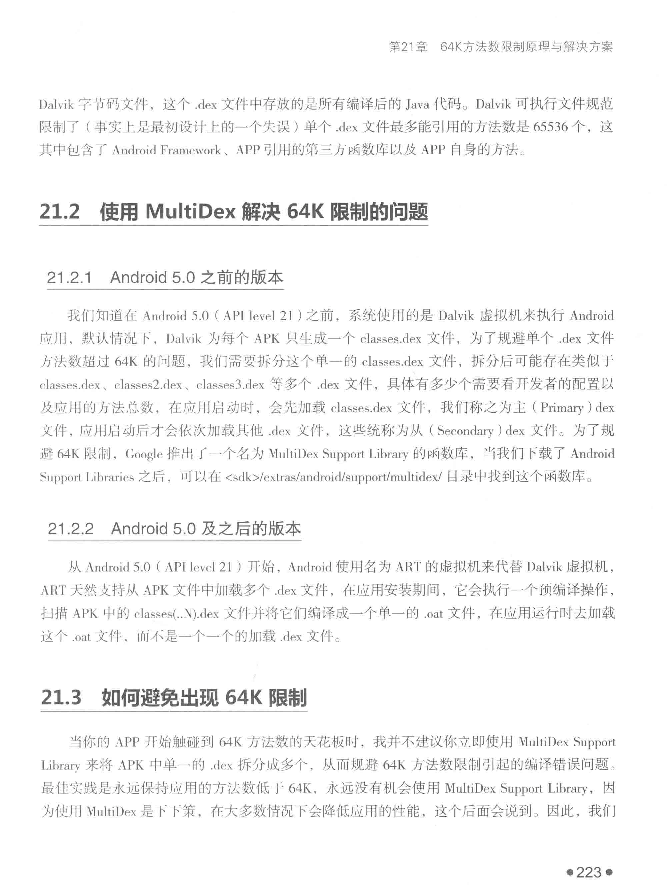 第21章 64K方法数限制原理与解决方案
Dalvik 字节码文件，这个 .dex 文件中存放的是所有编译后的 Java 代码。Dalvik 可执行文件规范
限制了（事实上是最初设计上的一个失误）单个 .dex 文件最多能引用的方法数是 65536 个，这
其中包含了 Android Framework、APP 引用的第三方函数库以及 APP 自身的方法。
21.2 使用 MultiDex 解决 64K 限制的问题
21.2.1 Android 5.0 之前的版本
我们知道在 Android 5.0（API level 21）之前，系统使用的是 Dalvik 虚拟机来执行 Android
应用，默认情况下，Dalvik 为每个 APK 只生成一个 classes.dex 文件，为了规避单个 .dex 文件
方法数超过 64K 的问题，我们需要拆分这个单一的 classes.dex 文件，拆分后可能存在类似于
classes.dex、classes2.dex、classes3.dex 等多个 .dex 文件，具体有多少个需要看开发者的配置以
及应用的方法总数，在应用启动时，会先加载 classes.dex 文件，我们称之为主（Primary）dex
文件，应用启动后才会依次加载其他 .dex 文件，这些统称为从（Secondary）dex 文件。为了规
避 64K 限制，Google 推出了一个名为 MultiDex Support Library 的函数库，当我们下载了 Android
Support Libraries 之后，可以在 <sdk>/extras/android/support/multidex/ 目录中找到这个函数库。
21.2.2 Android 5.0 及之后的版本
从 Android 5.0（API level 21）开始，Android 使用名为 ART 的虚拟机来代替 Dalvik 虚拟机，
ART 天然支持从 APK 文件中加载多个 .dex 文件，在应用安装期间，它会执行一个预编译操作，
扫描 APK 中的 classes(..N).dex 文件并将它们编译成一个单一的 .oat 文件，在应用运行时去加载
这个 .oat 文件，而不是一个一个的加载 .dex 文件。
21.3 如何避免出现 64K 限制
当你的 APP 开始触碰到 64K 方法数的天花板时，我并不建议你立即使用 MultiDex Support
Library 来将 APK 中单一的 .dex 拆分成多个，从而规避 64K 方法数限制引起的编译错误问题。
最佳实践是永远保持应用的方法数低于 64K，永远没有机会使用 MultiDex Support Library，因
为使用 MultiDex 是下下策，在大多数情况下会降低应用的性能，这个后面会说到。因此，我们
●223●